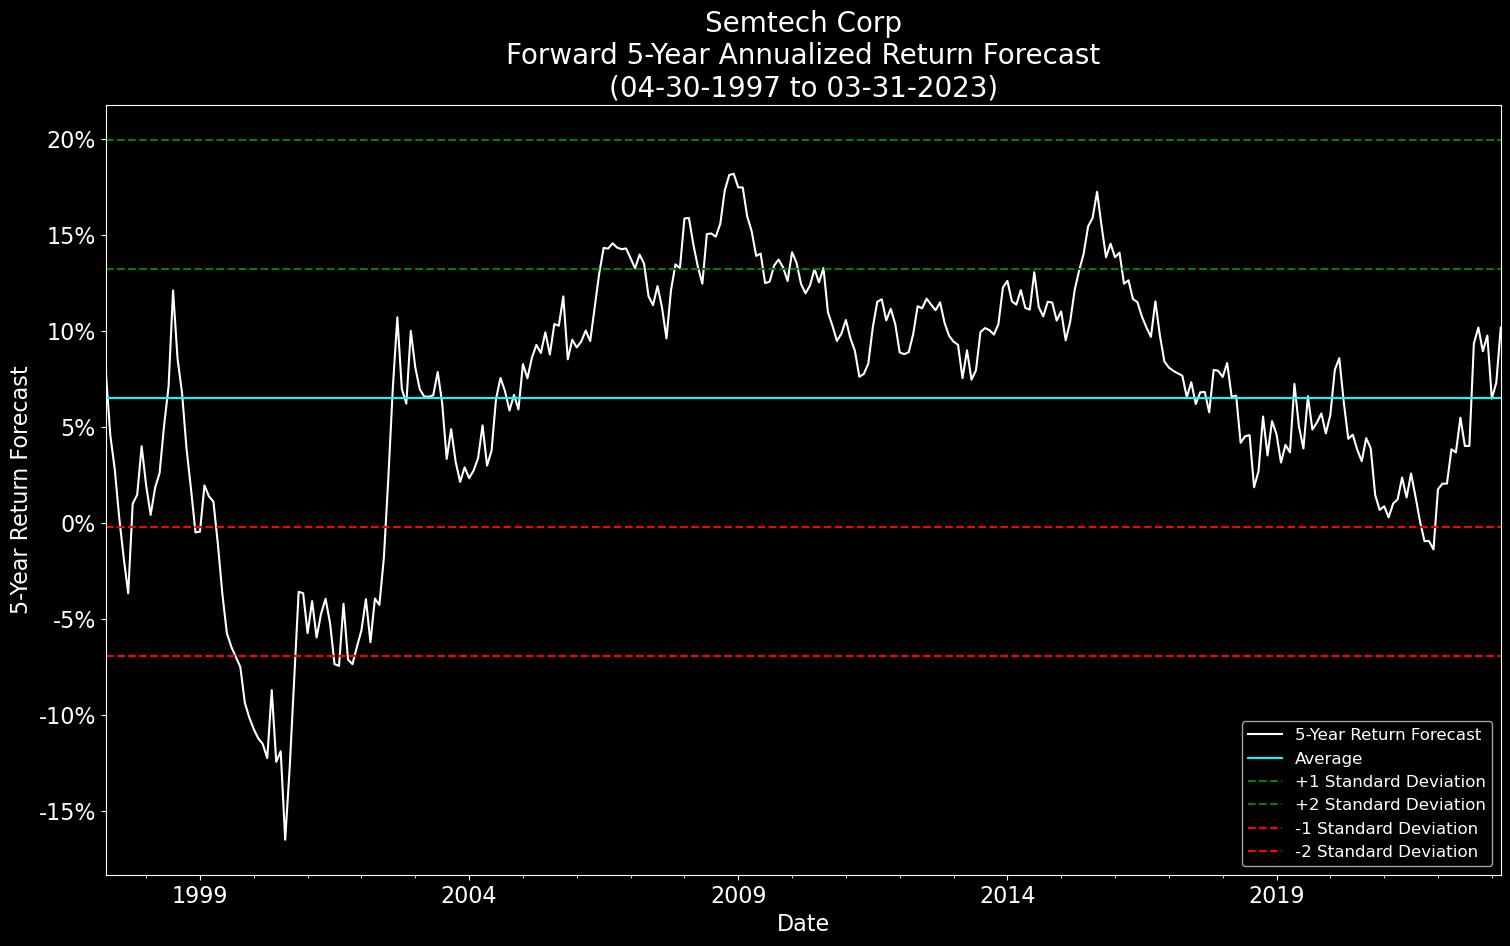 Semtech Corp
Forward 5-Year Annualized Return Forecast
(04-30-1997 to 03-31-2023)
5-Year Return Forecast
20%
15%
10%
5%
0%
-5%
-10%
-15%
5-Year Return Forecast
Average
+1 Standard Deviation
+2 Standard Deviation
-1 Standard Deviation
-2 Standard Deviation
1999 2004 2009 2014 2019
Date